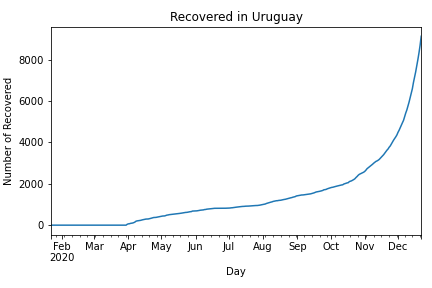 Recovered in Uruguay
Number of Recovered
8000
6000
4000
2000
0
Feb Mar Apr May Jun Jul Aug Sep Oct Nov Dec
2020
Day